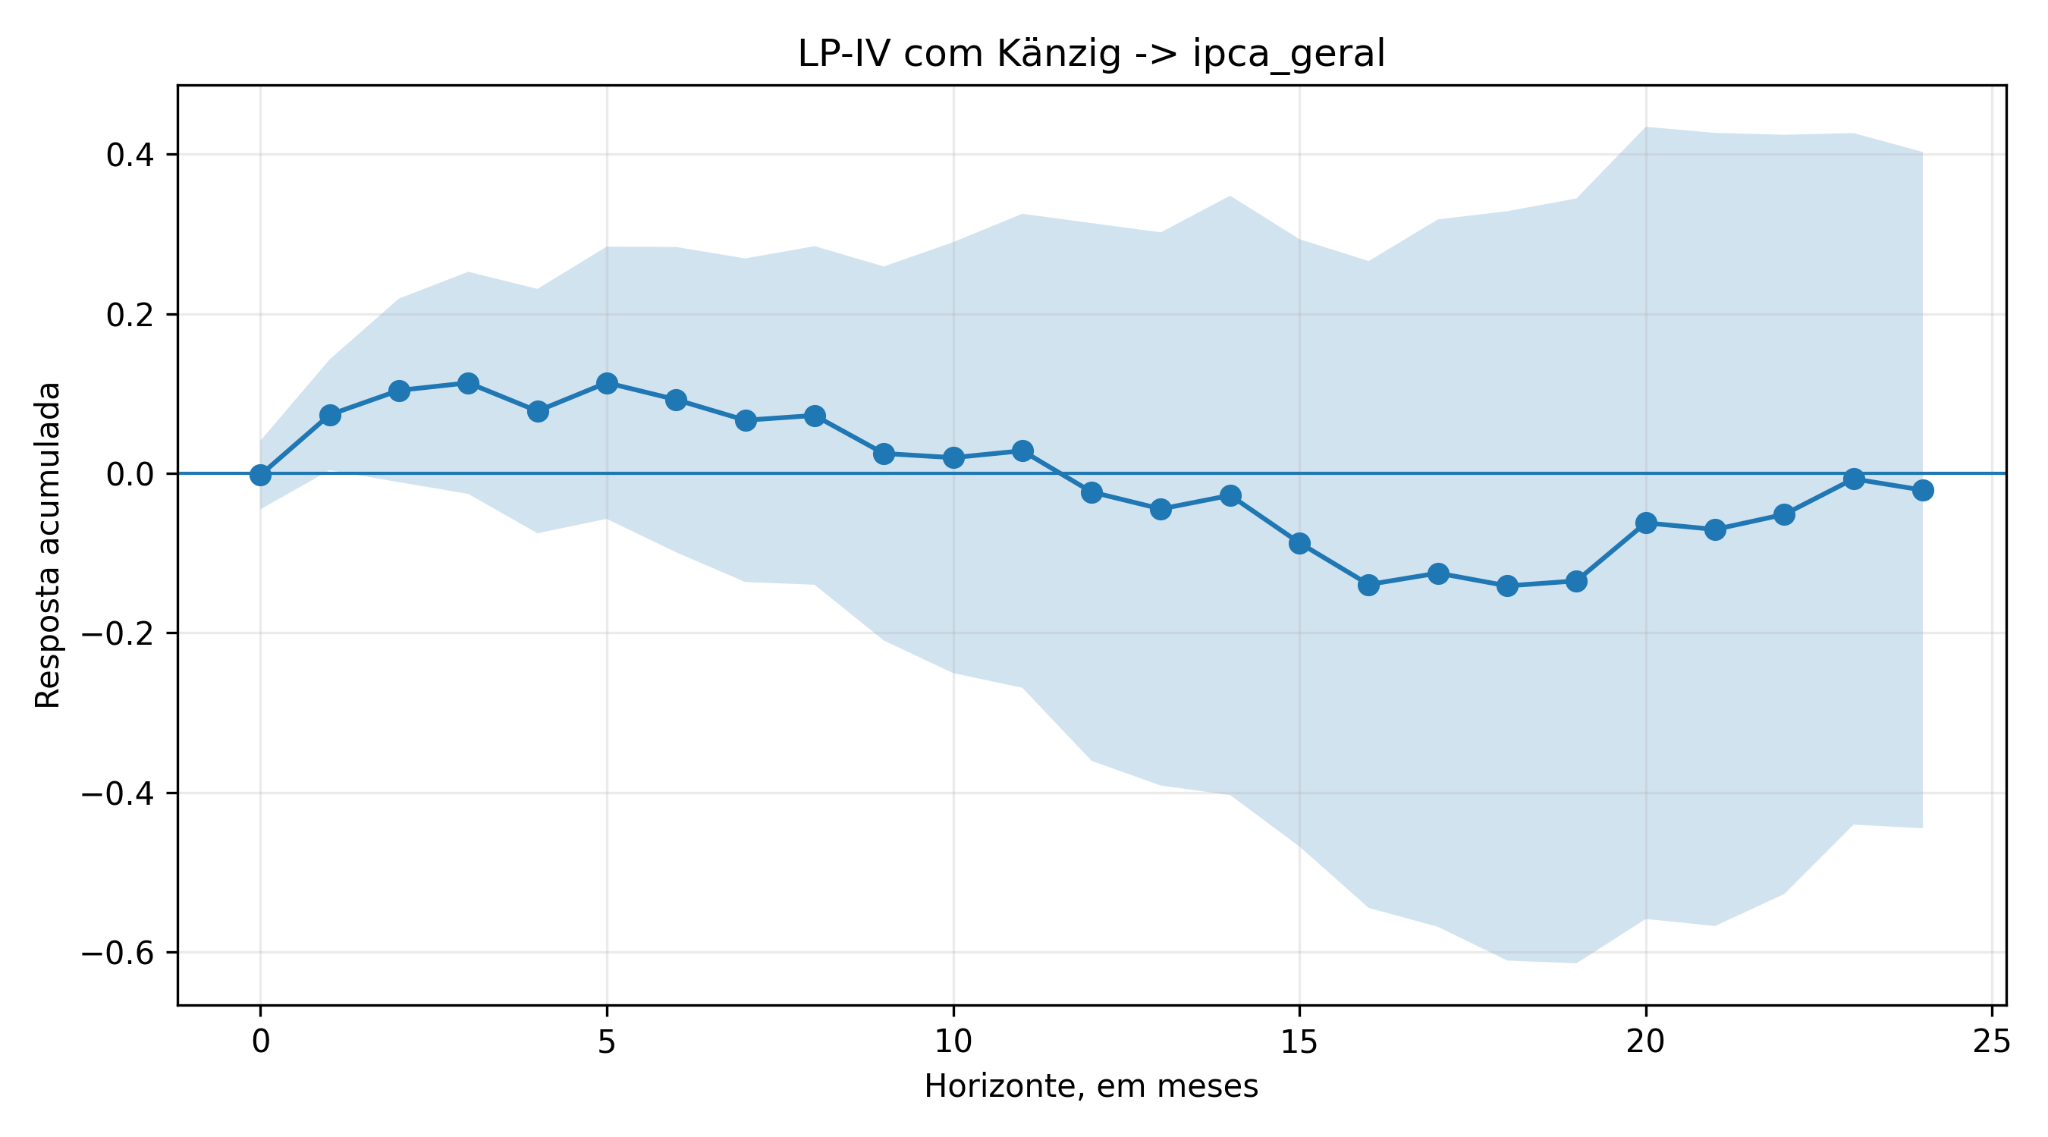 LP-IV com Känzig -> ipca_geral
Resposta acumulada
0.4
0.2
0.0
−0.2
−0.4
−0.6
0 5 10 15 20 25
Horizonte, em meses